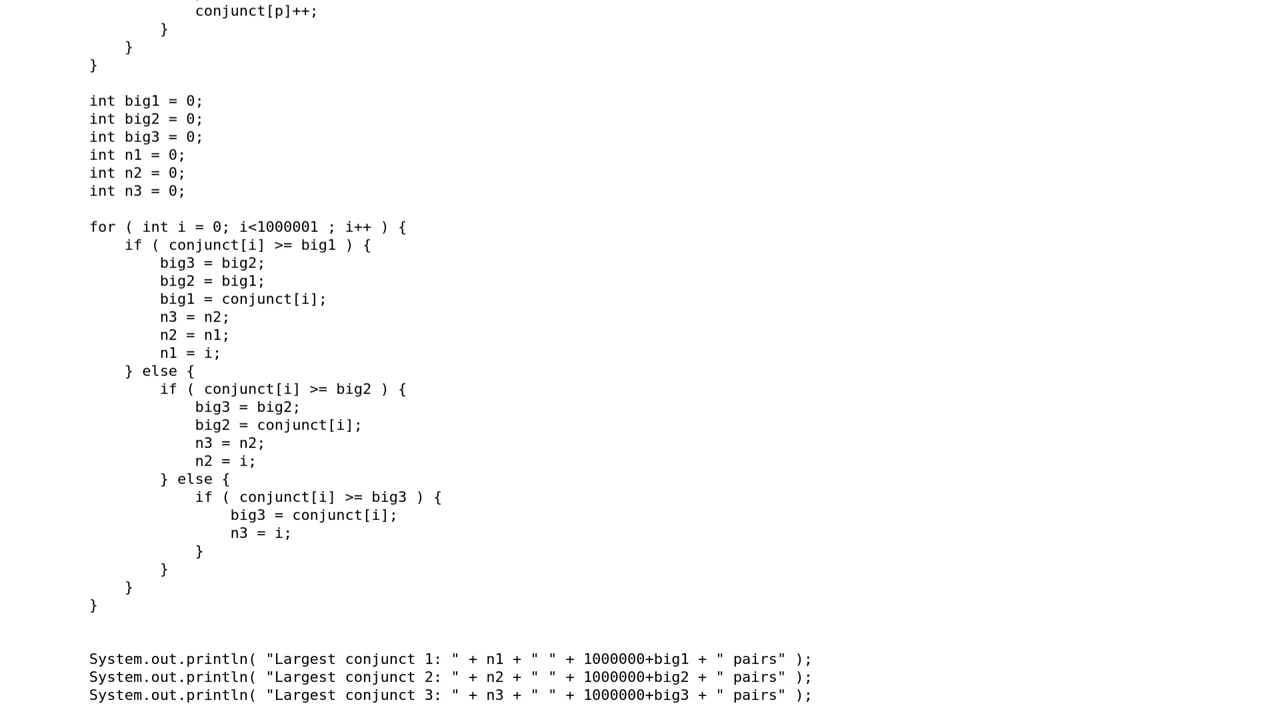 conjunct[p]++;
}
}
}
int big1 = 0;
int big2 = 0;
int big3 = 0;
int n1 = 0;
int n2 = 0;
int n3 = 0;
for ( int i = 0; i<1000001 ; i++ ) {
if ( conjunct[i] >= big1 ) {
big3 = big2;
big2 = big1;
big1 = conjunct[i];
n3 = n2;
n2 = n1;
n1 = i;
} else {
if ( conjunct[i] >= big2 ) {
big3 = big2;
big2 = conjunct[i];
n3 = n2;
n2 = i;
} else {
if ( conjunct[i] >= big3 ) {
big3 = conjunct[i];
n3 = i;
}
}
}
}
System.out.println( "Largest conjunct 1: " + n1 + " " + 1000000+big1 + " pairs" );
System.out.println( "Largest conjunct 2: " + n2 + " " + 1000000+big2 + " pairs" );
System.out.println( "Largest conjunct 3: " + n3 + " " + 1000000+big3 + " pairs" );